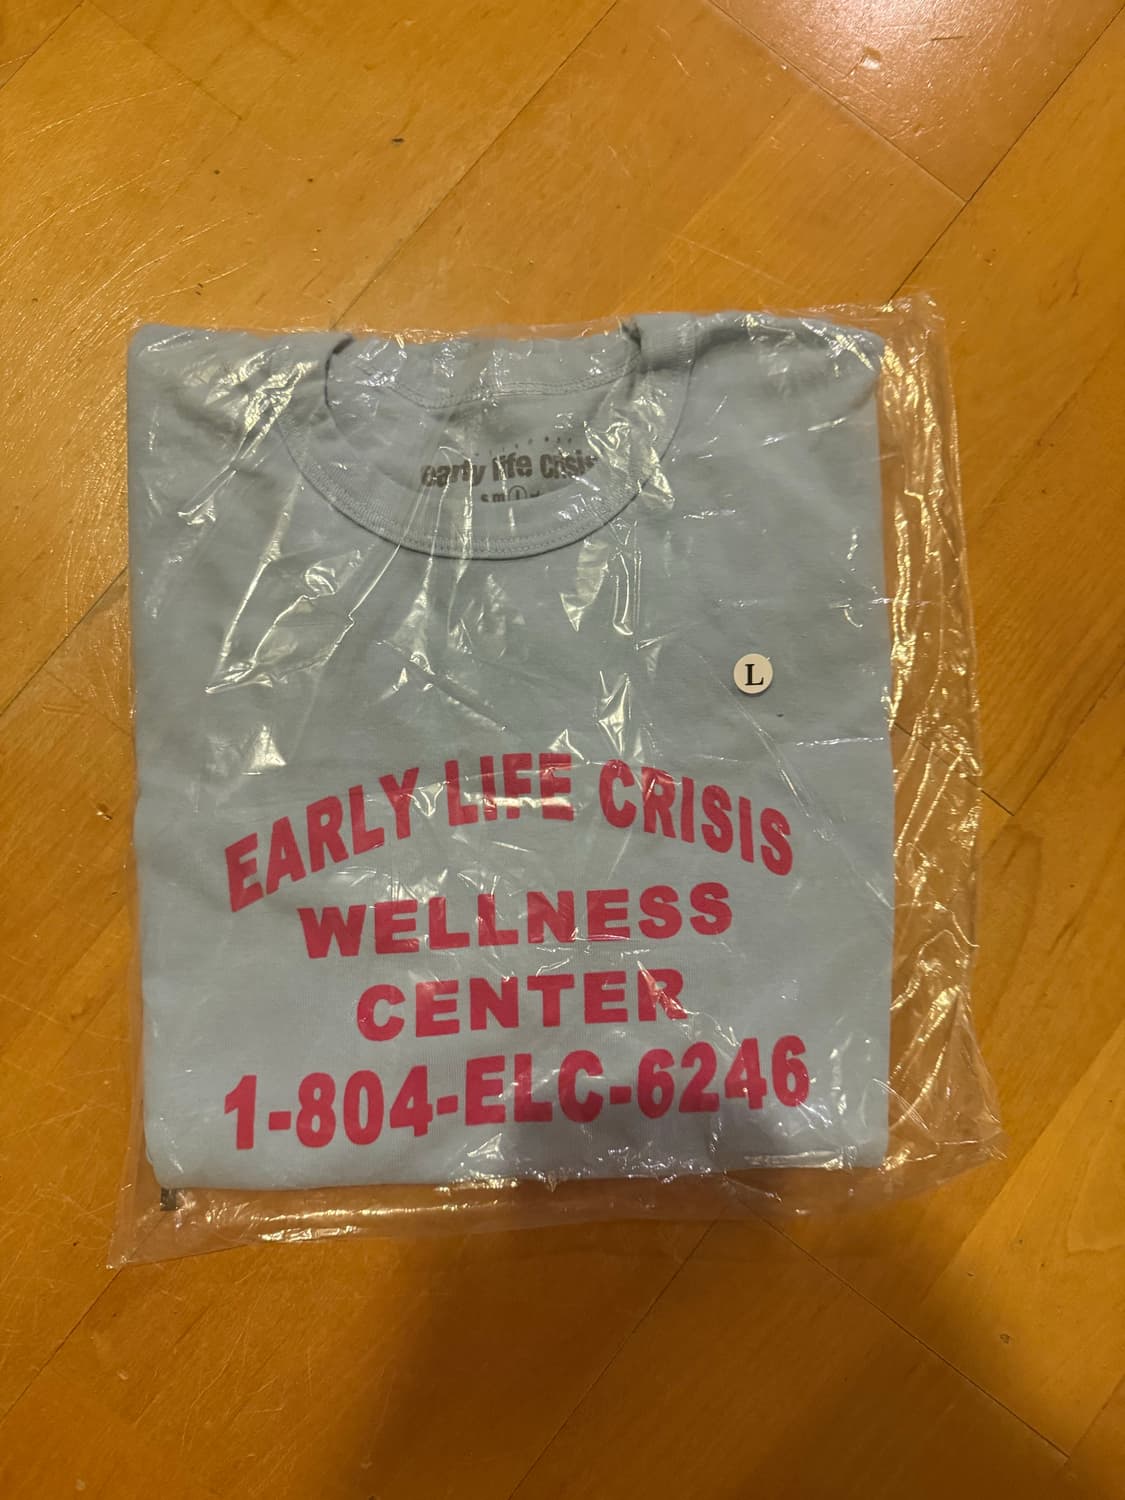 early life crisis
s m L
L
EARLY LIFE CRISIS
WELLNESS
CENTER
1-804-ELC-6246